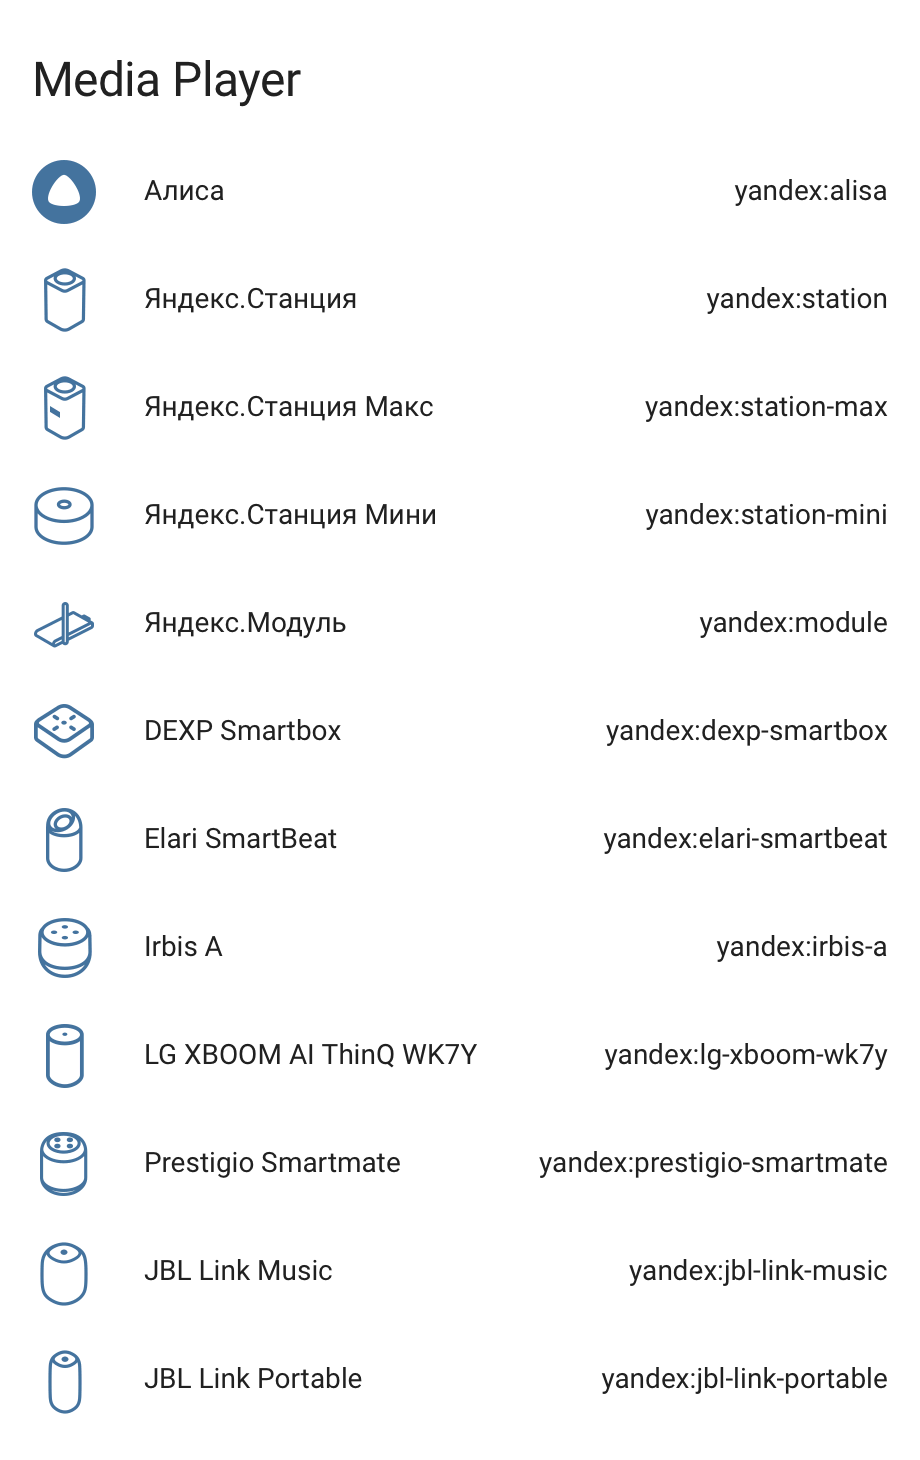 Media Player
Алиса yandex:alisa
Яндекс.Станция yandex:station
Яндекс.Станция Макс yandex:station-max
Яндекс.Станция Мини yandex:station-mini
Яндекс.Модуль yandex:module
DEXP Smartbox yandex:dexp-smartbox
Elari SmartBeat yandex:elari-smartbeat
Irbis A yandex:irbis-a
LG XBOOM AI ThinQ WK7Y yandex:lg-xboom-wk7y
Prestigio Smartmate yandex:prestigio-smartmate
JBL Link Music yandex:jbl-link-music
JBL Link Portable yandex:jbl-link-portable